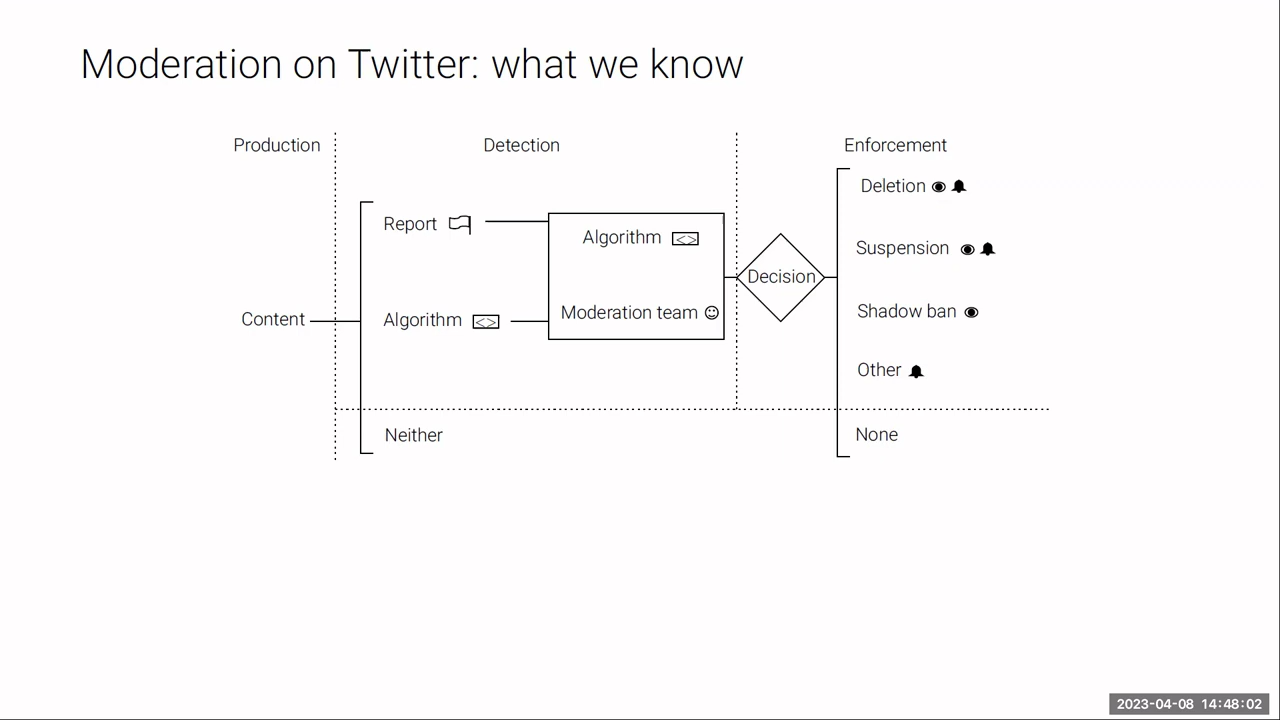 Moderation on Twitter: what we know
Production
Detection
Enforcement
Content
Report
Algorithm
Neither
Algorithm <>
Moderation team
Decision
Deletion
Suspension
Shadow ban
Other
None
2023-04-08 14:48:02